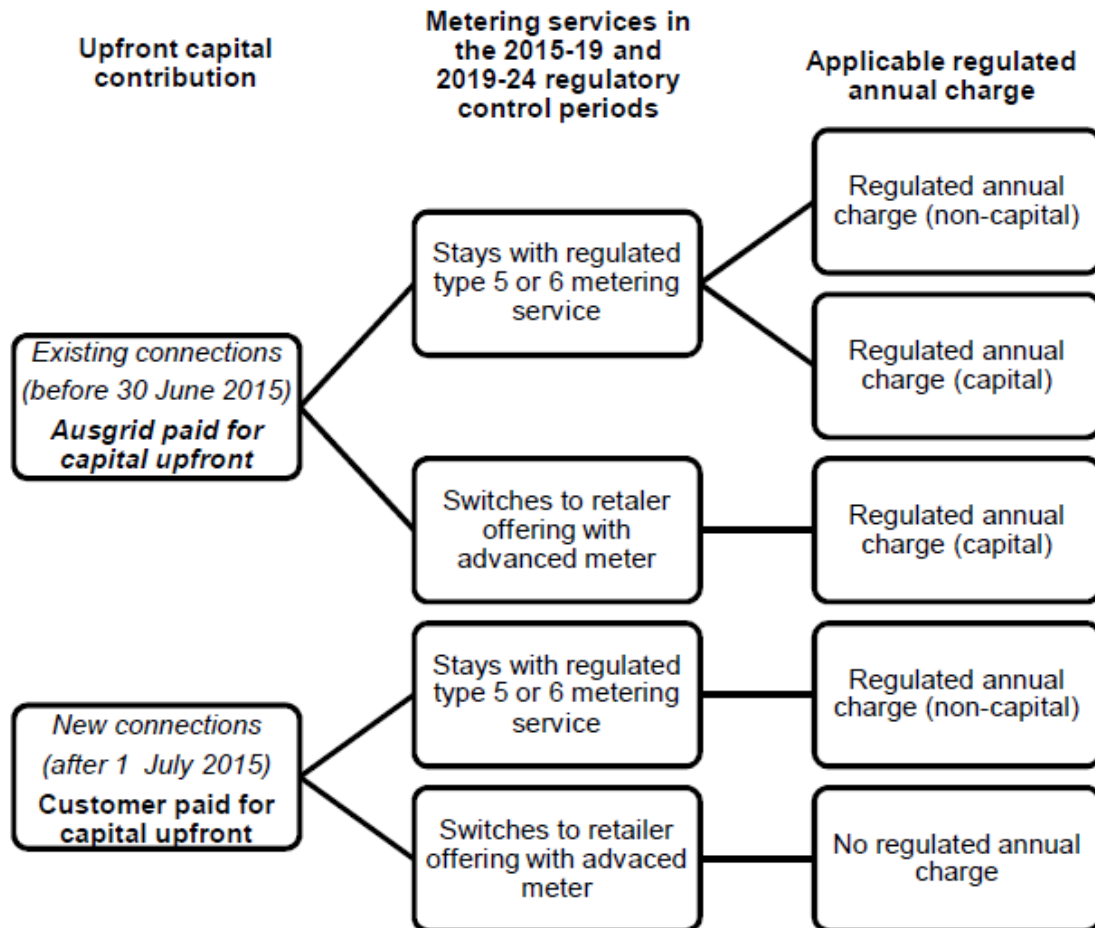 Upfront capital
contribution
Metering services in
the 2015-19 and
2019-24 regulatory
control periods
Applicable regulated
annual charge
Existing connections
(before 30 June 2015)
Ausgrid paid for
capital upfront
Stays with regulated
type 5 or 6 metering
service
Regulated annual
charge (non-capital)
Regulated annual
charge (capital)
Switches to retaler
offering with
advanced meter
Regulated annual
charge (capital)
New connections
(after 1 July 2015)
Customer paid for
capital upfront
Stays with regulated
type 5 or 6 metering
service
Regulated annual
charge (non-capital)
Switches to retailer
offering with advaced
meter
No regulated annual
charge